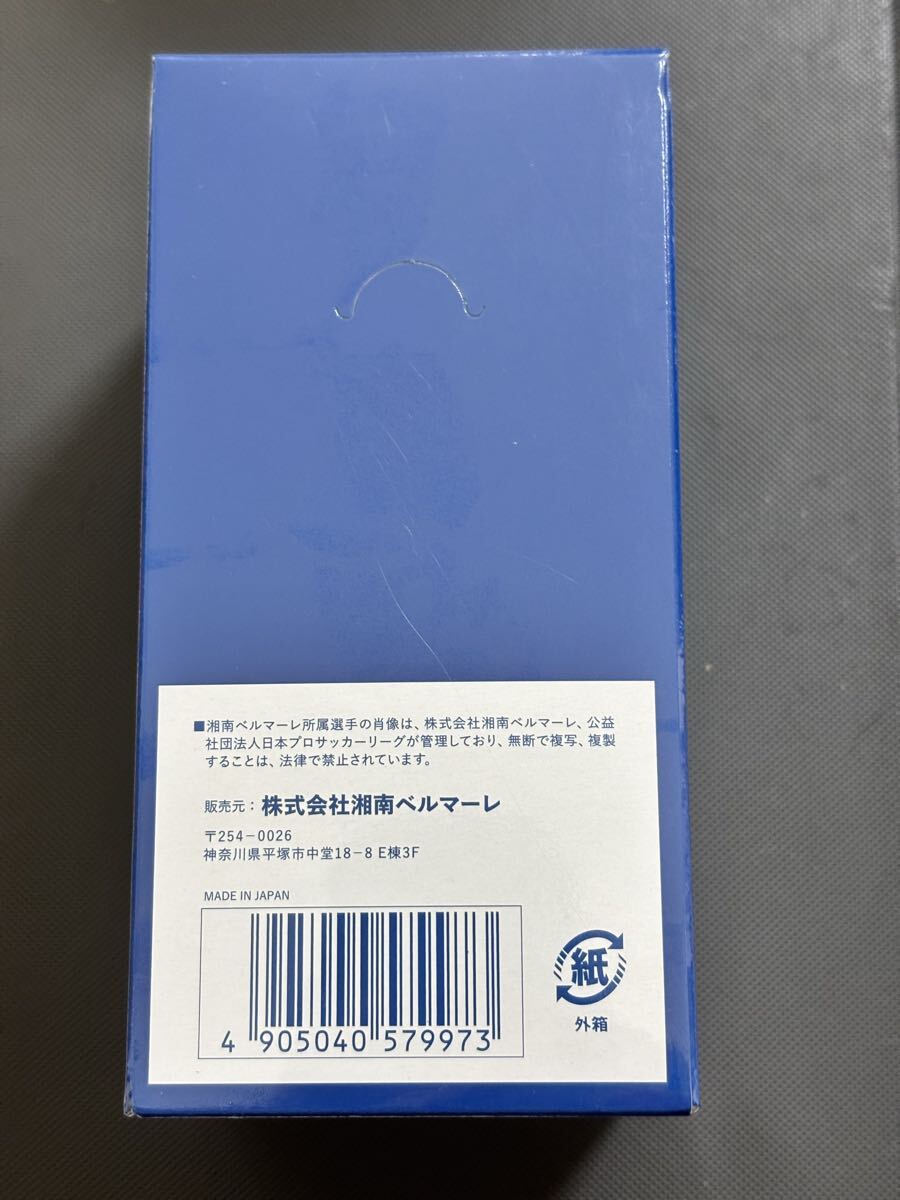 ■湘南ベルマーレ所属選手の肖像は、株式会社湘南ベルマーレ、公益
社団法人日本プロサッカーリーグが管理しており、無断で複写、複製
することは、法律で禁止されています。
販売元：株式会社湘南ベルマーレ
〒254－0026
神奈川県平塚市中堂18－8 E棟3F
MADE IN JAPAN
4 905040 579973
紙
外箱